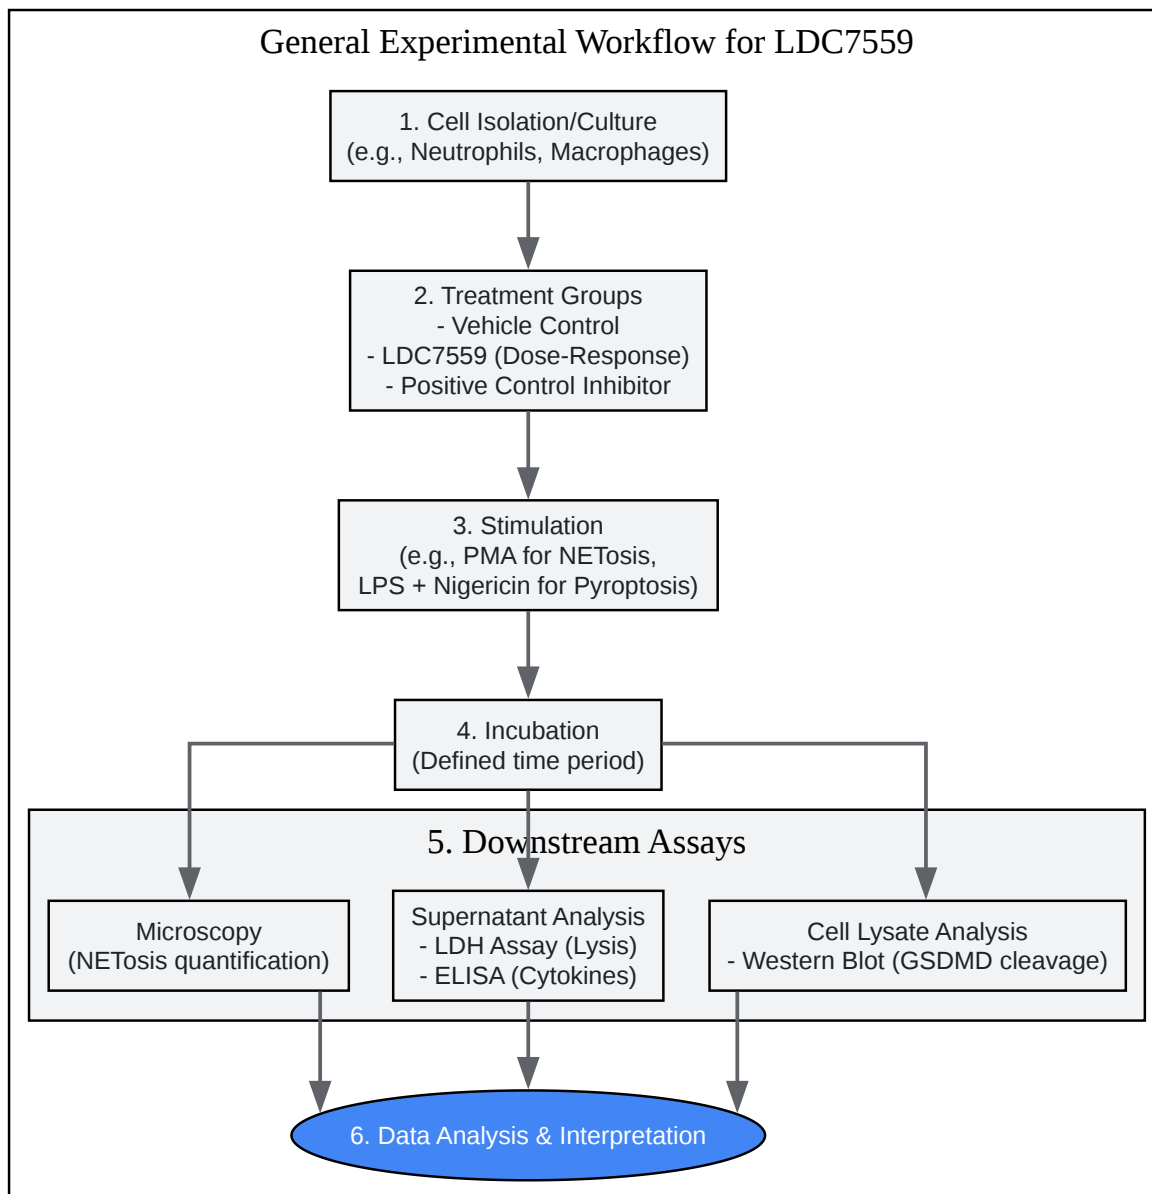 General Experimental Workflow for LDC7559
1. Cell Isolation/Culture
(e.g., Neutrophils, Macrophages)
2. Treatment Groups
- Vehicle Control
- LDC7559 (Dose-Response)
- Positive Control Inhibitor
3. Stimulation
(e.g., PMA for NETosis,
LPS + Nigericin for Pyroptosis)
4. Incubation
(Defined time period)
5. Downstream Assays
Microscopy
(NETosis quantification)
Supernatant Analysis
- LDH Assay (Lysis)
- ELISA (Cytokines)
Cell Lysate Analysis
- Western Blot (GSDMD cleavage)
6. Data Analysis & Interpretation